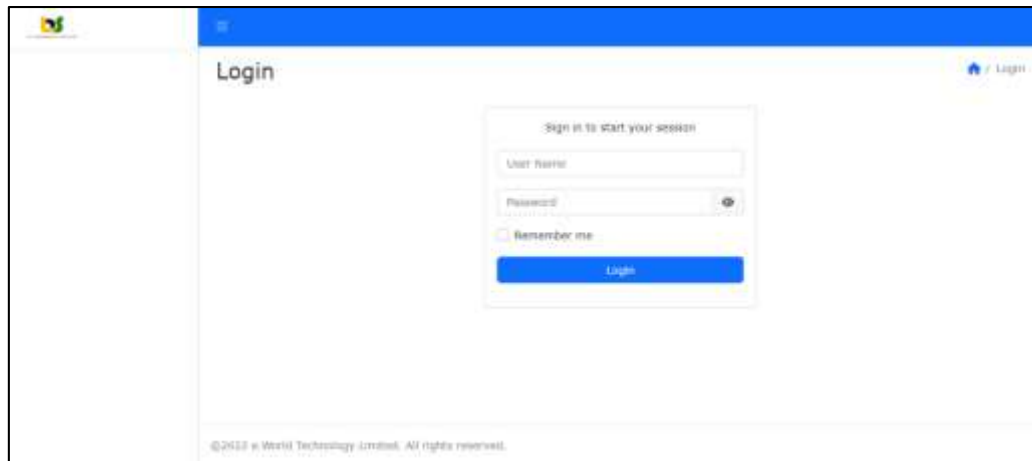 Login
/ Login
Sign in to start your session
User Name
Password
Remember me
Login
e.World Technology Limited. All rights reserved.